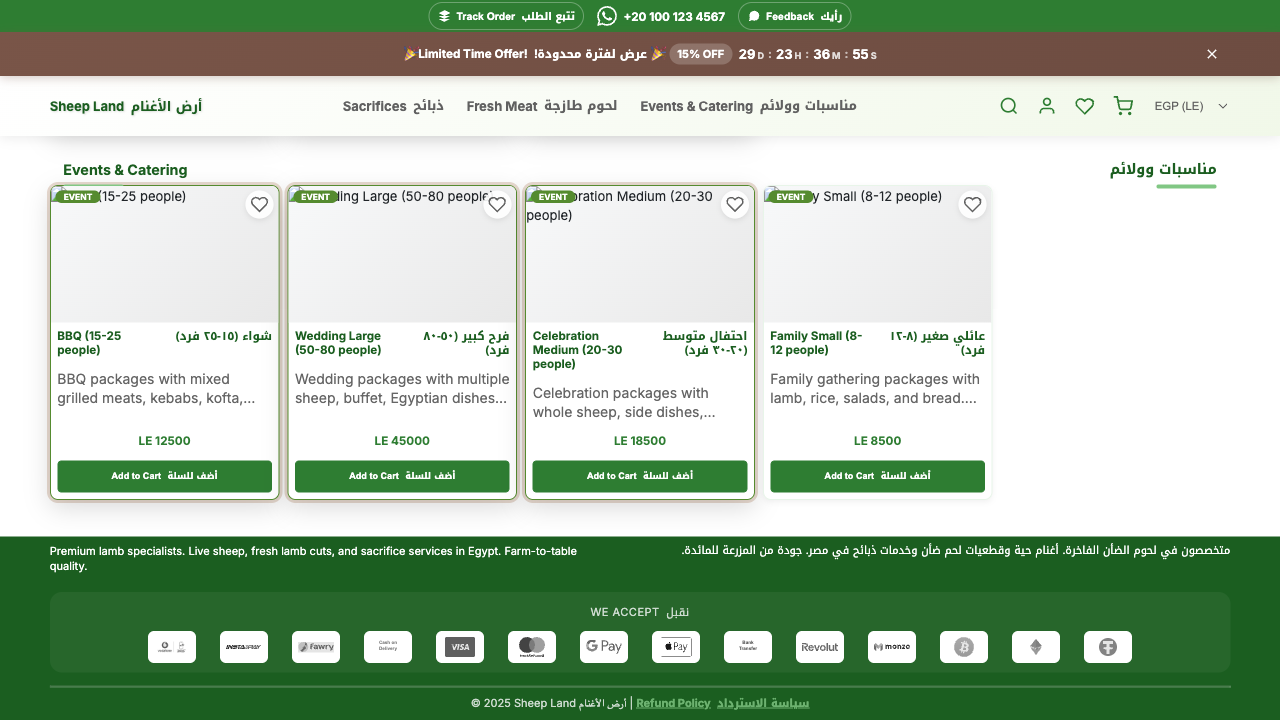 Track Order تتبع الطلب
+20 100 123 4567
Feedback رأيك
🎉Limited Time Offer! عرض لفترة محدودة! 🎉 15% OFF 29 D : 23 H : 36 M : 55 S
Sheep Land أرض الأغنام
Sacrifices ذبائح
Fresh Meat لحوم طازجة
Events & Catering مناسبات وولائم
EGP (LE)
Events & Catering
مناسبات وولائم
EVENT
(15-25 people)
BBQ (15-25 people)
شواء (١٥-٢٥ فرد)
BBQ packages with mixed
grilled meats, kebabs, kofta,...
LE 12500
Add to Cart أضف للسلة
EVENT
Large (50-80 people)
Wedding Large (50-80 people)
فرح كبير (٥٠-٨٠ فرد)
Wedding packages with multiple
sheep, buffet, Egyptian dishes...
LE 45000
Add to Cart أضف للسلة
EVENT
Medium (20-30
people)
Celebration Medium (20-30 people)
احتفال متوسط (٢٠-٣٠ فرد)
Celebration packages with
whole sheep, side dishes,...
LE 18500
Add to Cart أضف للسلة
EVENT
Small (8-12 people)
Family Small (8-12 people)
عائلي صغير (٨-١٢ فرد)
Family gathering packages with
lamb, rice, salads, and bread....
LE 8500
Add to Cart أضف للسلة
Premium lamb specialists. Live sheep, fresh lamb cuts, and sacrifice services in Egypt. Farm-to-table
quality.
متخصصون في لحوم الضأن الفاخرة. أغنام حية وقطعيات لحم ضأن وخدمات ذبائح في مصر. جودة من المزرعة للمائدة.
WE ACCEPT نقبل
INSTAPAY
fawry
Cash on
Delivery
VISA
mastercard
G Pay
Pay
Bank
Transfer
Revolut
monzo
© 2025 Sheep Land أرض الأغنام | Refund Policy سياسة الاسترداد